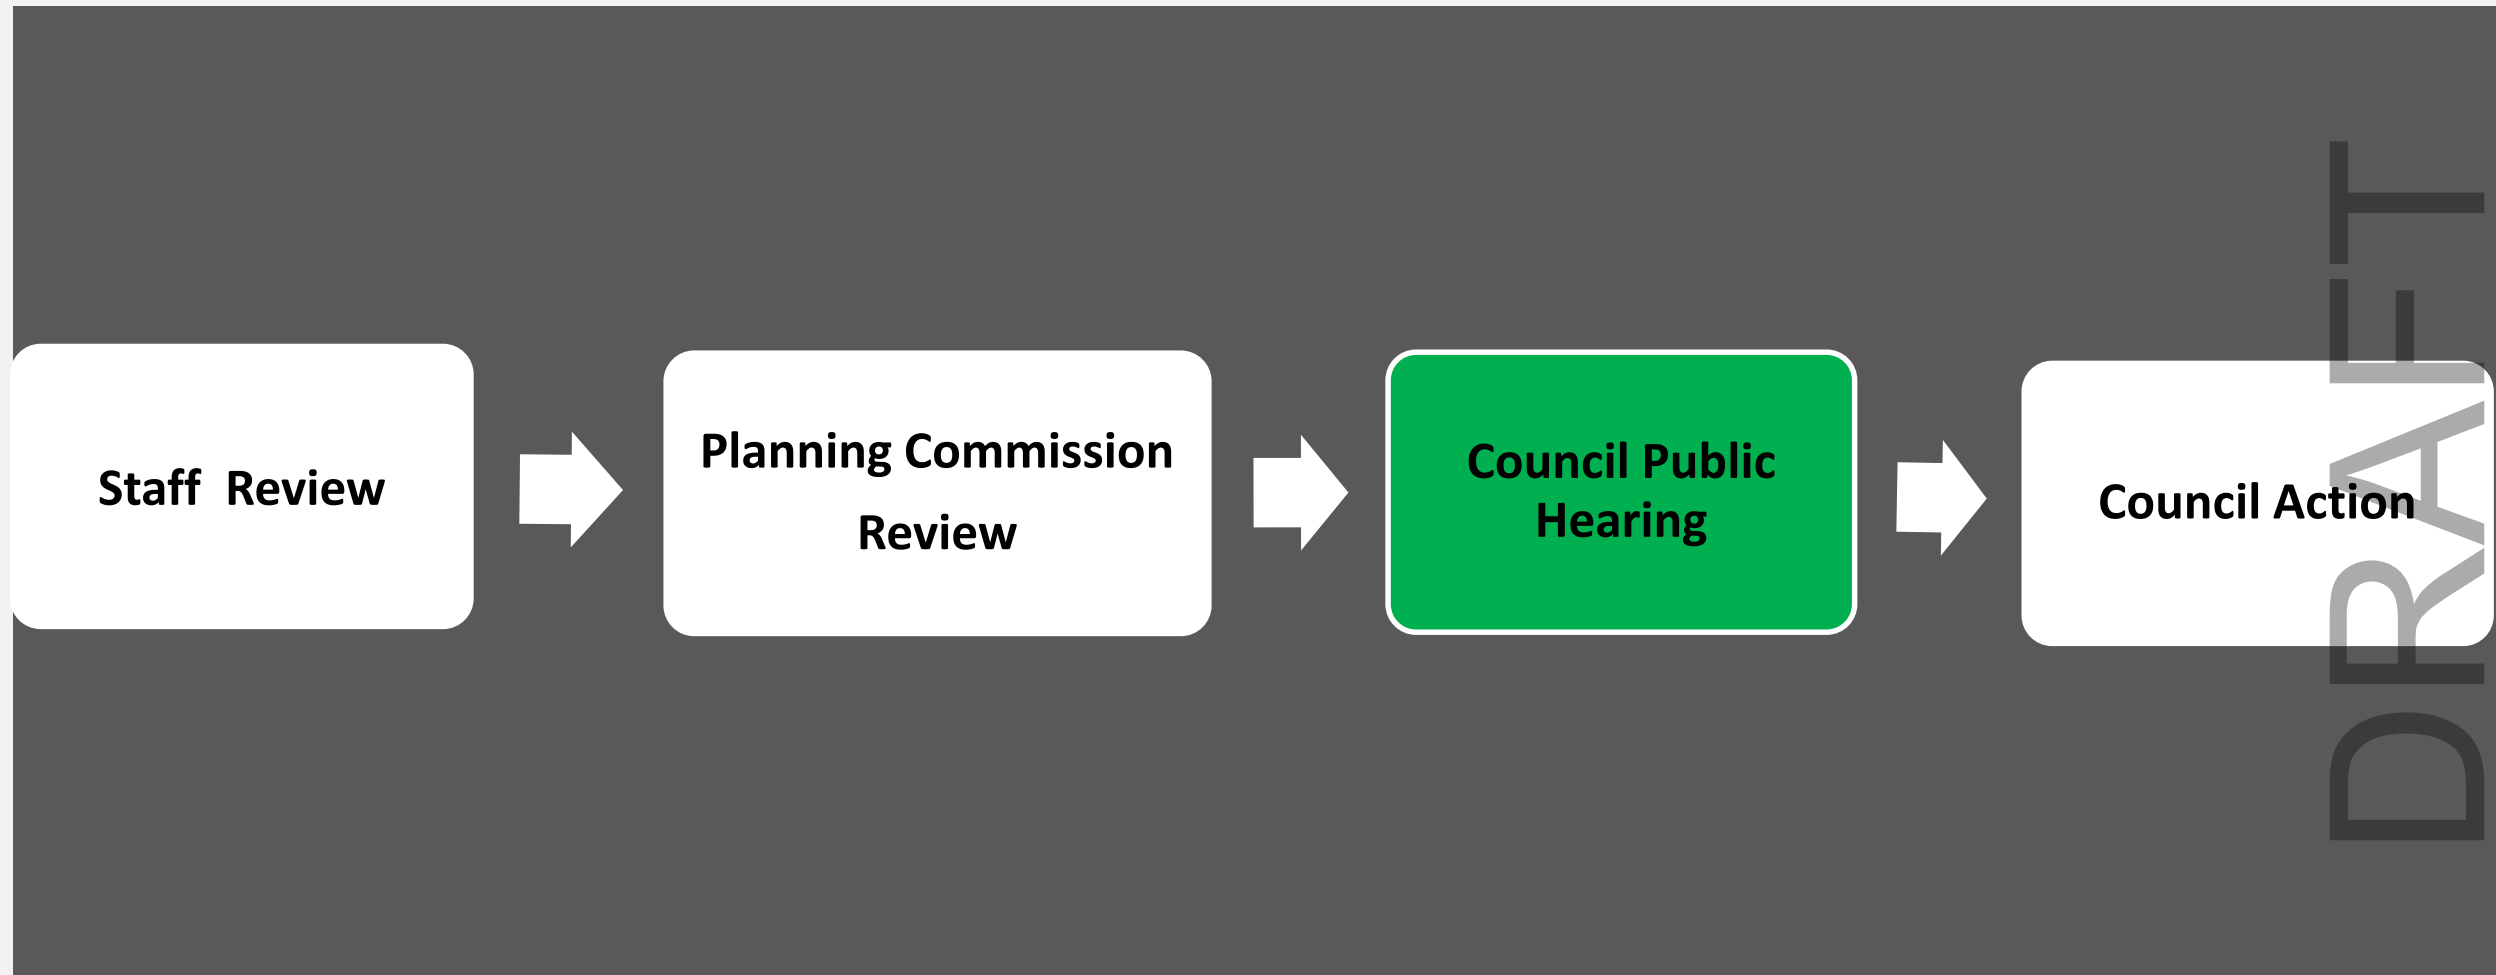 Staff  Review
Planning Commission
Review
Council Public
Hearing
Council Action
DRAFT